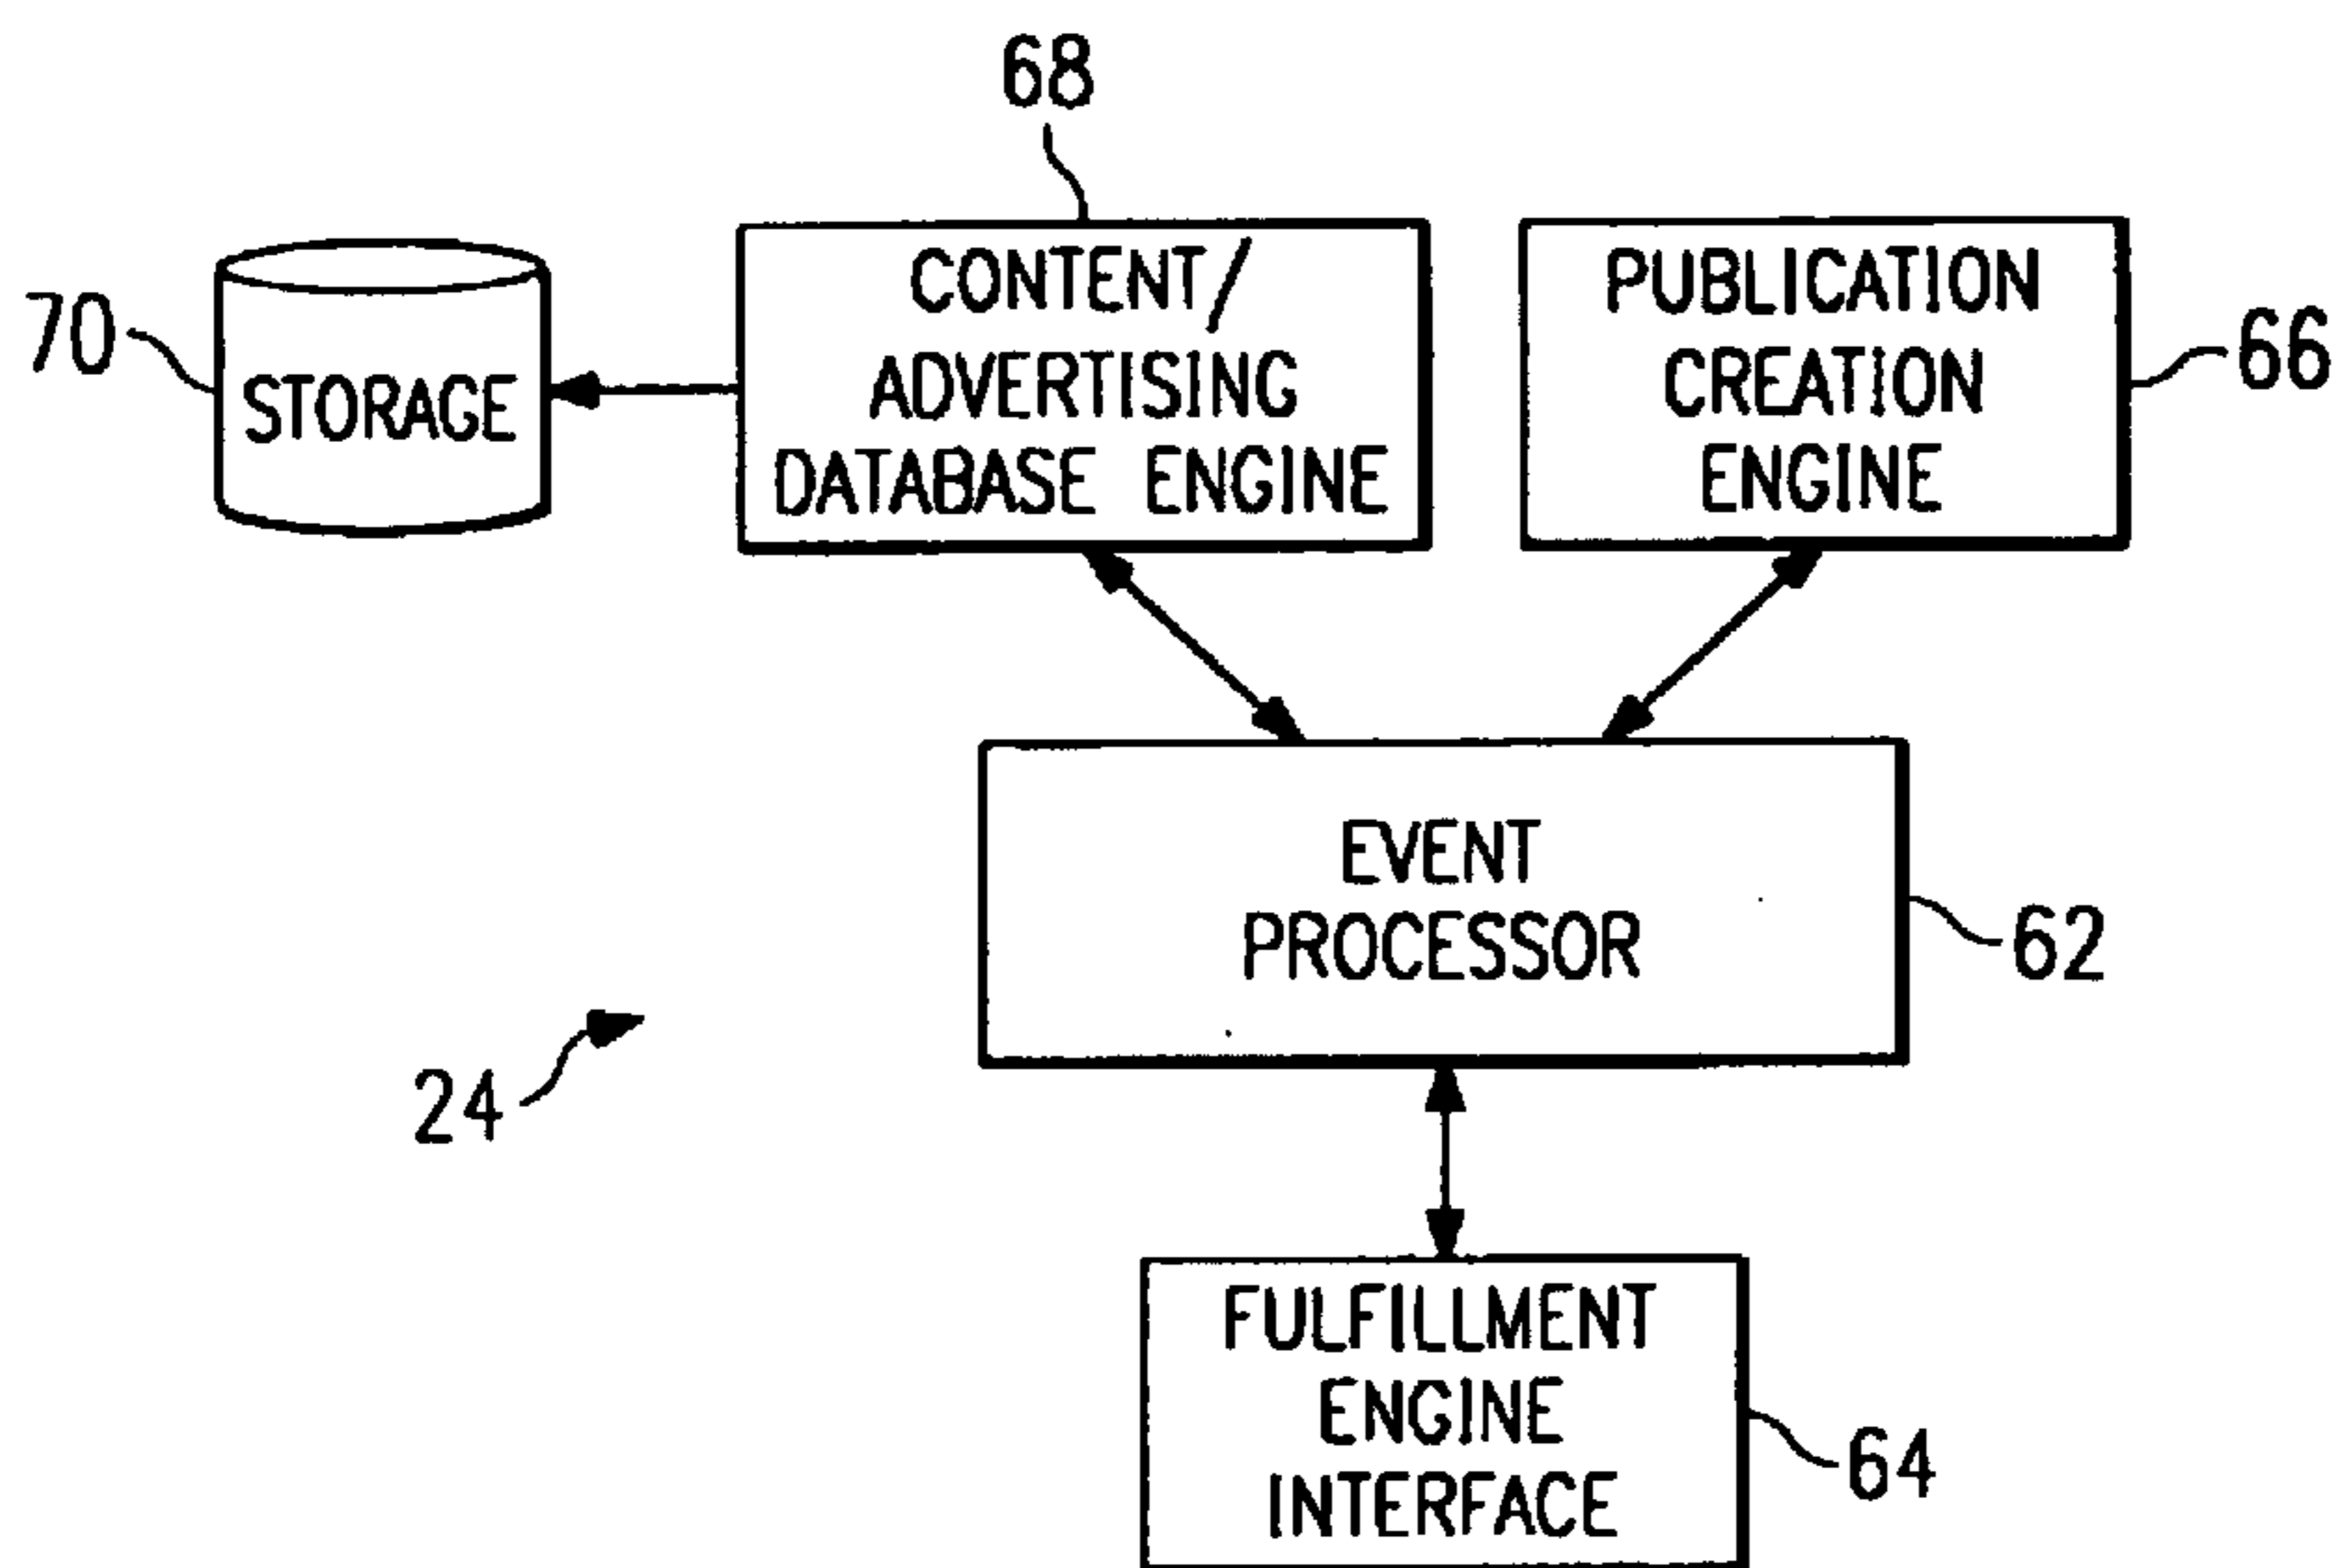 68
CONTENT/
ADVERTISING
DATABASE ENGINE
PUBLICATION
CREATION
ENGINE
66
70
STORAGE
EVENT
PROCESSOR
62
24
FULFILLMENT
ENGINE
INTERFACE
64